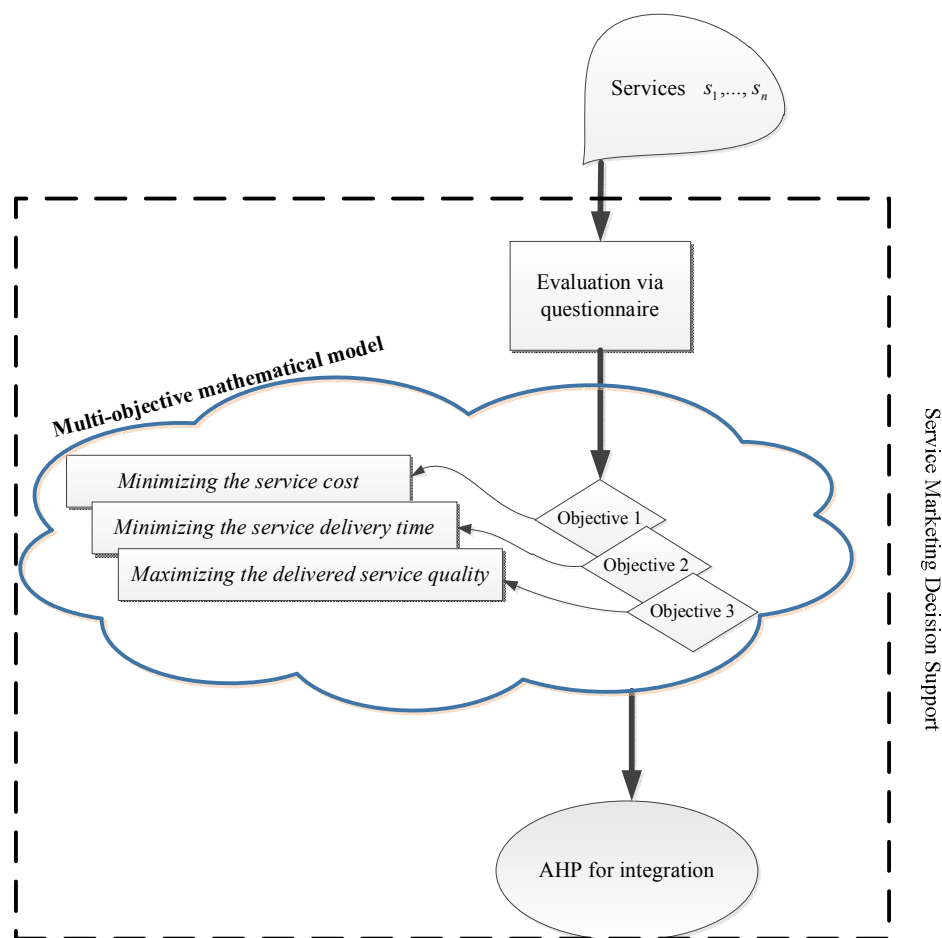 Services s1,..., sn
Evaluation via
questionnaire
Multi-objective mathematical model
Minimizing the service cost
Objective 1
Minimizing the service delivery time
Objective 2
Maximizing the delivered service quality
Objective 3
AHP for integration
Service Marketing Decision Support